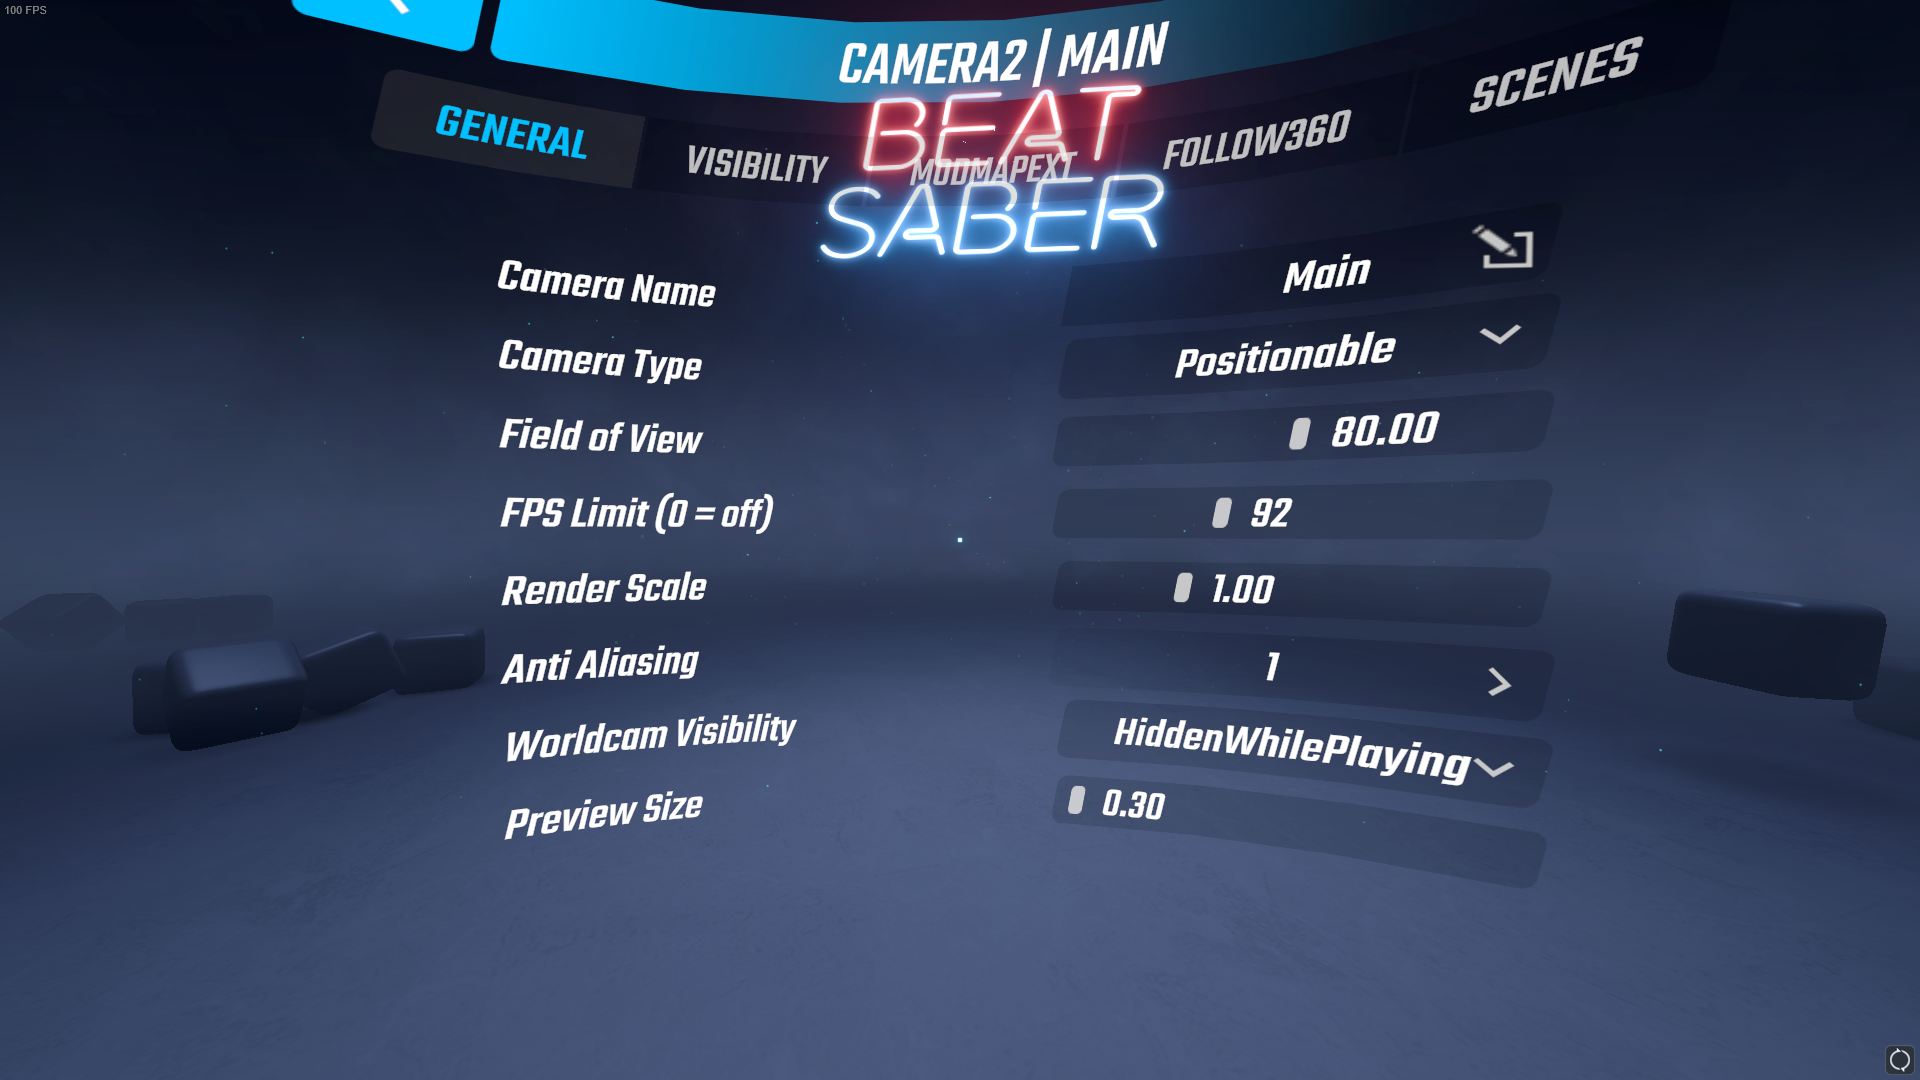 100 FPS
CAMERA2 | MAIN
BEAT
SABER
GENERAL
VISIBILITY
MODMAPEXT
FOLLOW360
SCENES
Camera Name
Main
Camera Type
Positionable
Field of View
80.00
FPS Limit (0 = off)
92
Render Scale
1.00
Anti Aliasing
1
Worldcam Visibility
HiddenWhilePlaying
Preview Size
0.30